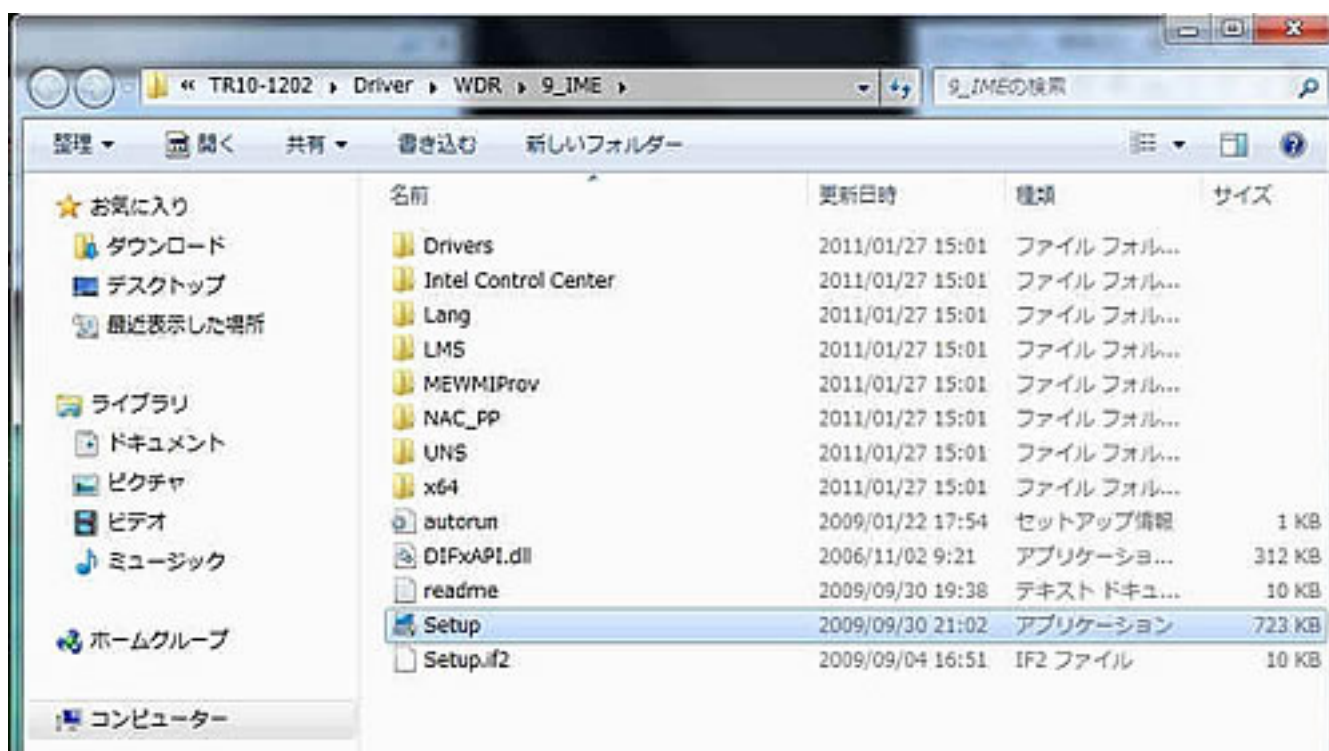 « TR10-1202 ▸ Driver ▸ WDR ▸ 9_IME ▸ 9_IMEの検索
整理 ▼ 開く 共有 ▼ 書き込む 新しいフォルダー
名前 更新日時 種類 サイズ
お気に入り
ダウンロード
デスクトップ
最近表示した場所
ライブラリ
ドキュメント
ピクチャ
ビデオ
ミュージック
ホームグループ
コンピューター
Drivers 2011/01/27 15:01 ファイル フォル...
Intel Control Center 2011/01/27 15:01 ファイル フォル...
Lang 2011/01/27 15:01 ファイル フォル...
LMS 2011/01/27 15:01 ファイル フォル...
MEWMIProv 2011/01/27 15:01 ファイル フォル...
NAC_PP 2011/01/27 15:01 ファイル フォル...
UNS 2011/01/27 15:01 ファイル フォル...
x64 2011/01/27 15:01 ファイル フォル...
autorun 2009/01/22 17:54 セットアップ情報 1 KB
DIFxAPI.dll 2006/11/02 9:21 アプリケーショ... 312 KB
readme 2009/09/30 19:38 テキスト ドキュ... 10 KB
Setup 2009/09/30 21:02 アプリケーション 723 KB
Setup.if2 2009/09/04 16:51 IF2 ファイル 10 KB